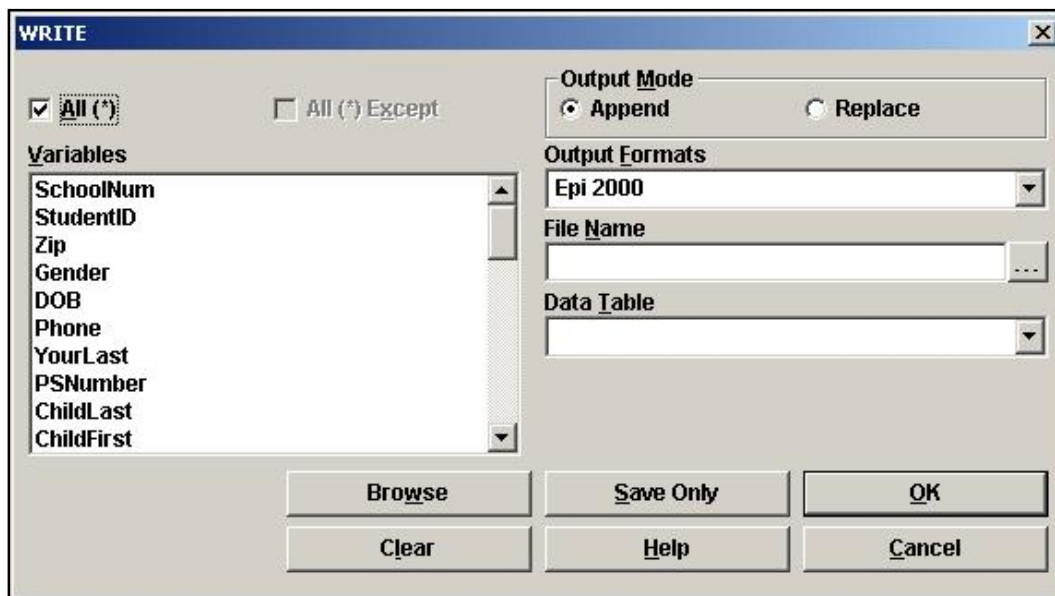 WRITE
All (*)
All (*) Except
Output Mode
Append
Replace
Variables
SchoolNum
StudentID
Zip
Gender
DOB
Phone
YourLast
PSNumber
ChildLast
ChildFirst
Output Formats
Epi 2000
File Name
...
Data Table
Browse
Save Only
OK
Clear
Help
Cancel